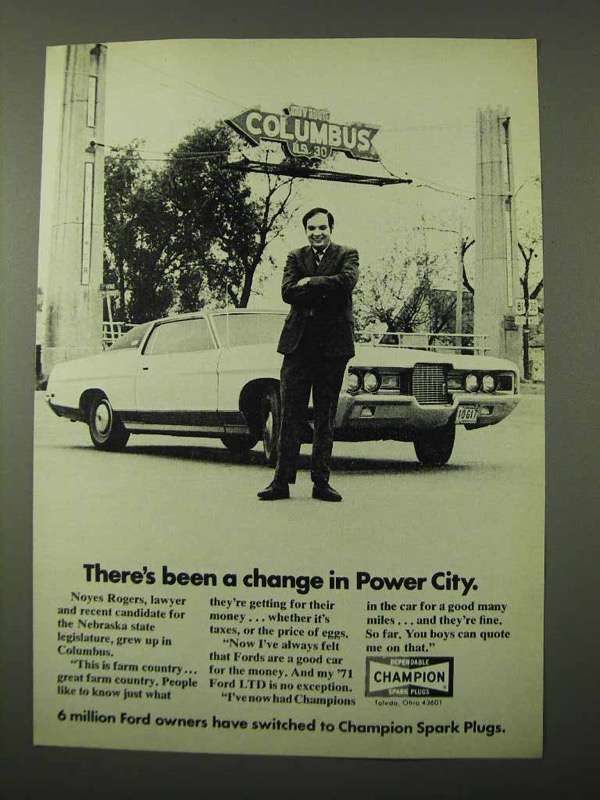 COLUMBUS
15 30
10 G17
There's been a change in Power City.
Noyes Rogers, lawyer
and recent candidate for
the Nebraska state
legislature, grew up in
Columbus.
"This is farm country...
great farm country. People
like to know just what
they're getting for their
money... whether it's
taxes, or the price of eggs.
"Now I've always felt
that Fords are a good car
for the money. And my '71
Ford LTD is no exception.
"I've now had Champions
in the car for a good many
miles... and they're fine.
So far. You boys can quote
me on that."
DEPENDABLE
CHAMPION
SPARK PLUGS
Toledo, Ohio 43601
6 million Ford owners have switched to Champion Spark Plugs.